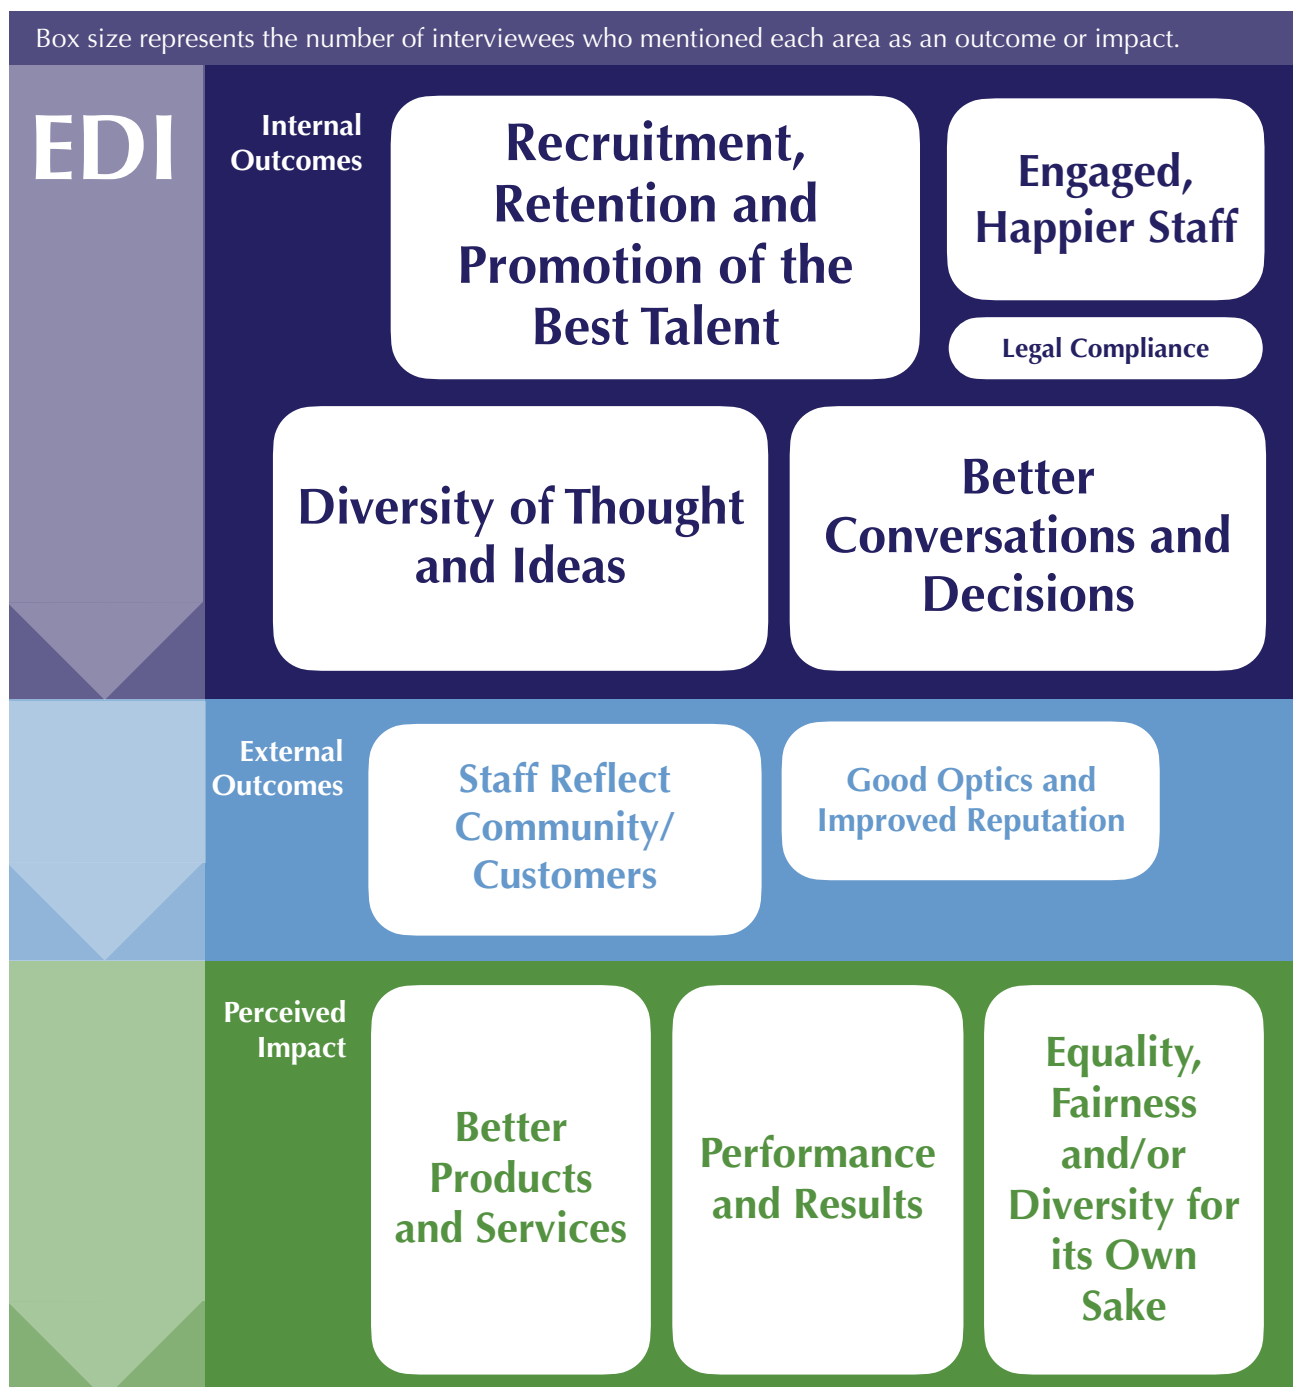 Box size represents the number of interviewees who mentioned each area as an outcome or impact.
EDI
Internal
Outcomes
Recruitment,
Retention and
Promotion of the
Best Talent
Engaged,
Happier Staff
Legal Compliance
Diversity of Thought
and Ideas
Better
Conversations and
Decisions
External
Outcomes
Staff Reflect
Community/
Customers
Good Optics and
Improved Reputation
Perceived
Impact
Better
Products
and Services
Performance
and Results
Equality,
Fairness
and/or
Diversity for
its Own
Sake